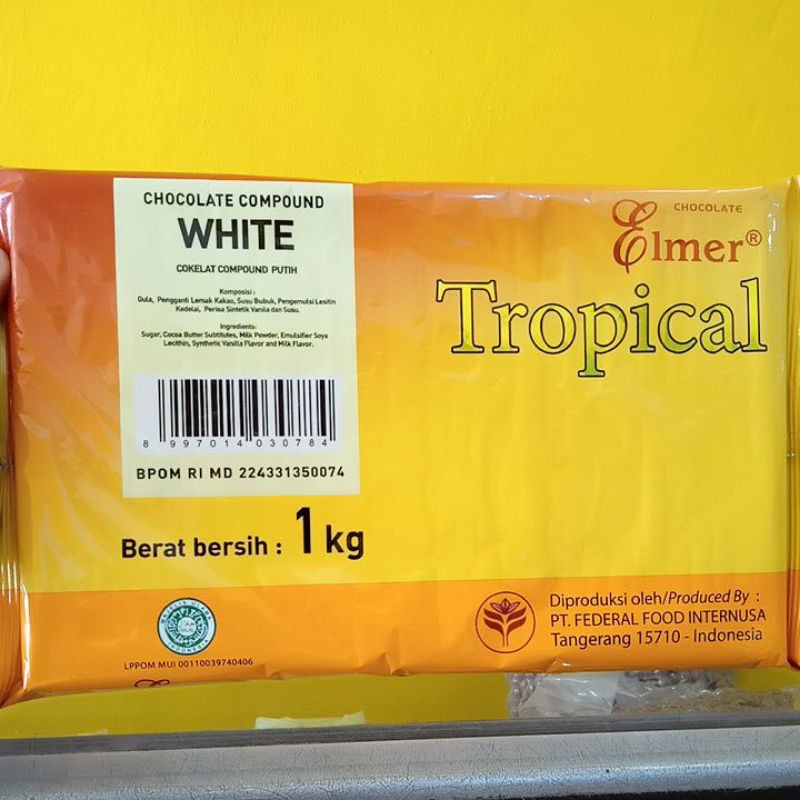 CHOCOLATE COMPOUND
WHITE
COKELAT COMPOUND PUTIH
Komposisi :
Gula, Pengganti Lemak Kakao, Susu Bubuk, Pengemulsi Lesitin
Kedelai, Perisa Sintetik Vanila dan Susu.
Ingredients:
Sugar, Cocoa Butter Subtitutes, Milk Powder, Emulsifier Soya
Lecithin, Synthetic Vanilla Flavor and Milk Flavor.
8 997014 030784
BPOM RI MD 224331350074
CHOCOLATE
Elmer®
Tropical
Berat bersih : 1 kg
LPPOM MUI 00110039740406
Diproduksi oleh/Produced By :
PT. FEDERAL FOOD INTERNUSA
Tangerang 15710 - Indonesia